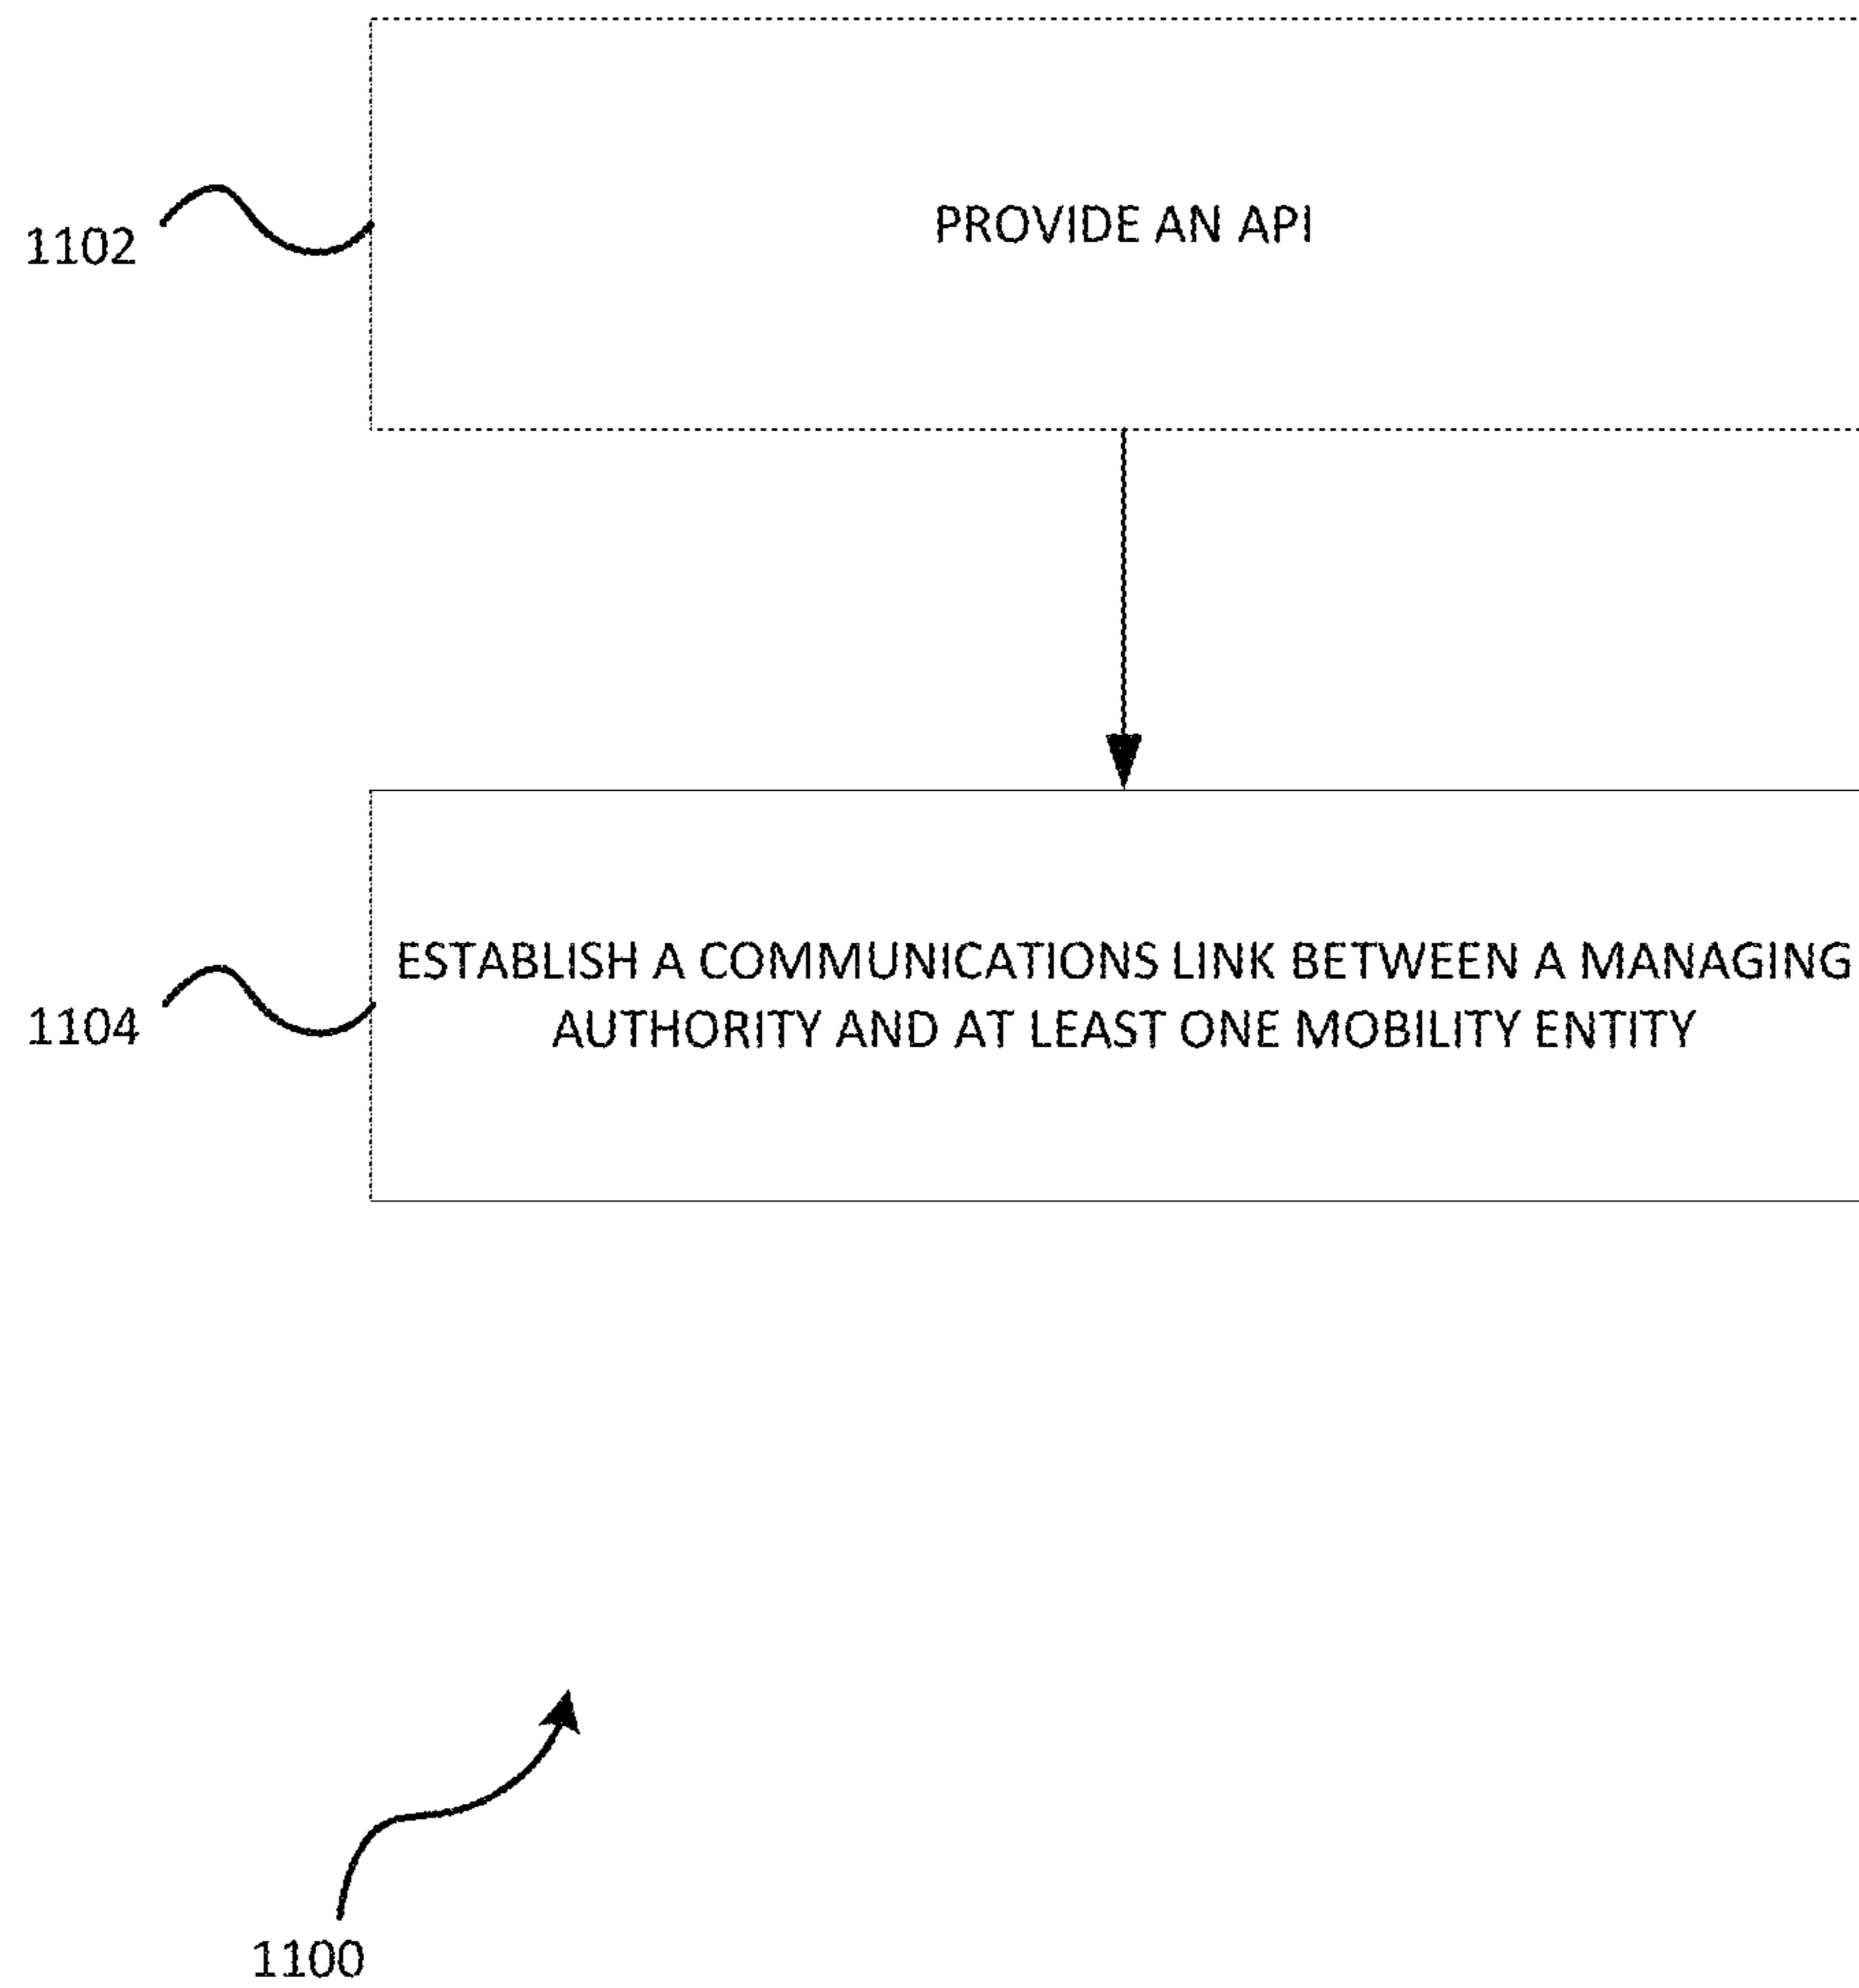 PROVIDE AN API
1102
ESTABLISH A COMMUNICATIONS LINK BETWEEN A MANAGING
AUTHORITY AND AT LEAST ONE MOBILITY ENTITY
1104
1100